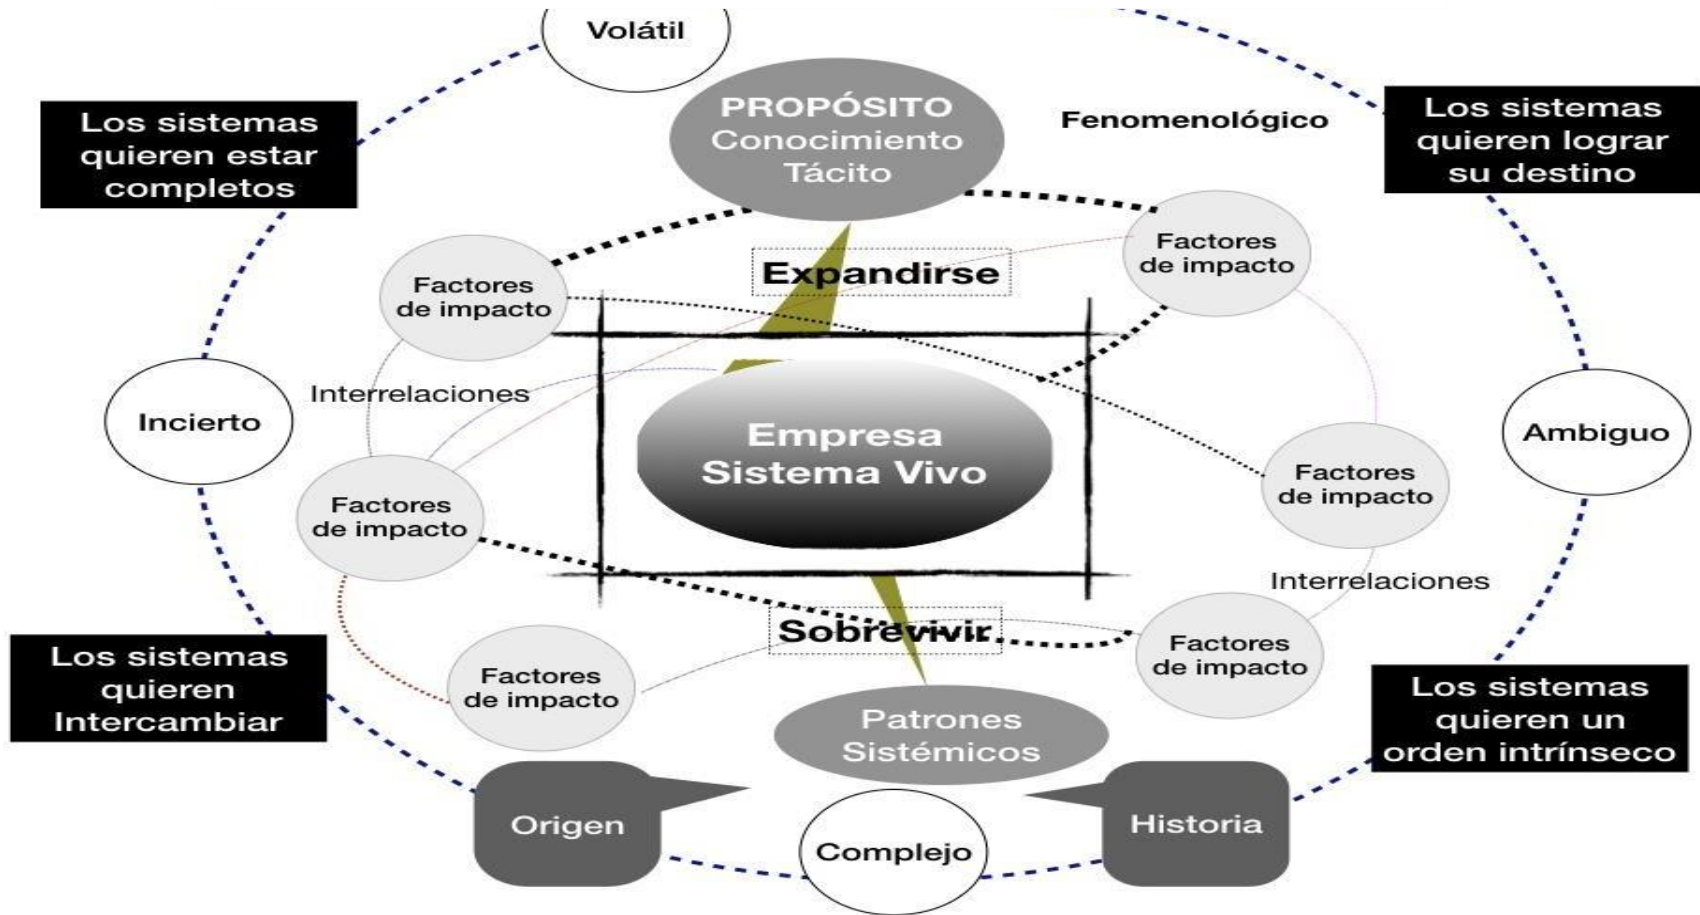 Volátil
PROPÓSITO
Conocimiento
Tácito
Fenomenológico
Los sistemas
quieren estar
completos
Los sistemas
quieren lograr
su destino
Factores
de impacto
Expandirse
Factores
de impacto
Interrelaciones
Incierto
Empresa
Sistema Vivo
Ambiguo
Factores
de impacto
Factores
de impacto
Interrelaciones
Los sistemas
quieren
Intercambiar
Sobrevivir
Factores
de impacto
Factores
de impacto
Los sistemas
quieren un
orden intrínseco
Patrones
Sistémicos
Origen
Historia
Complejo